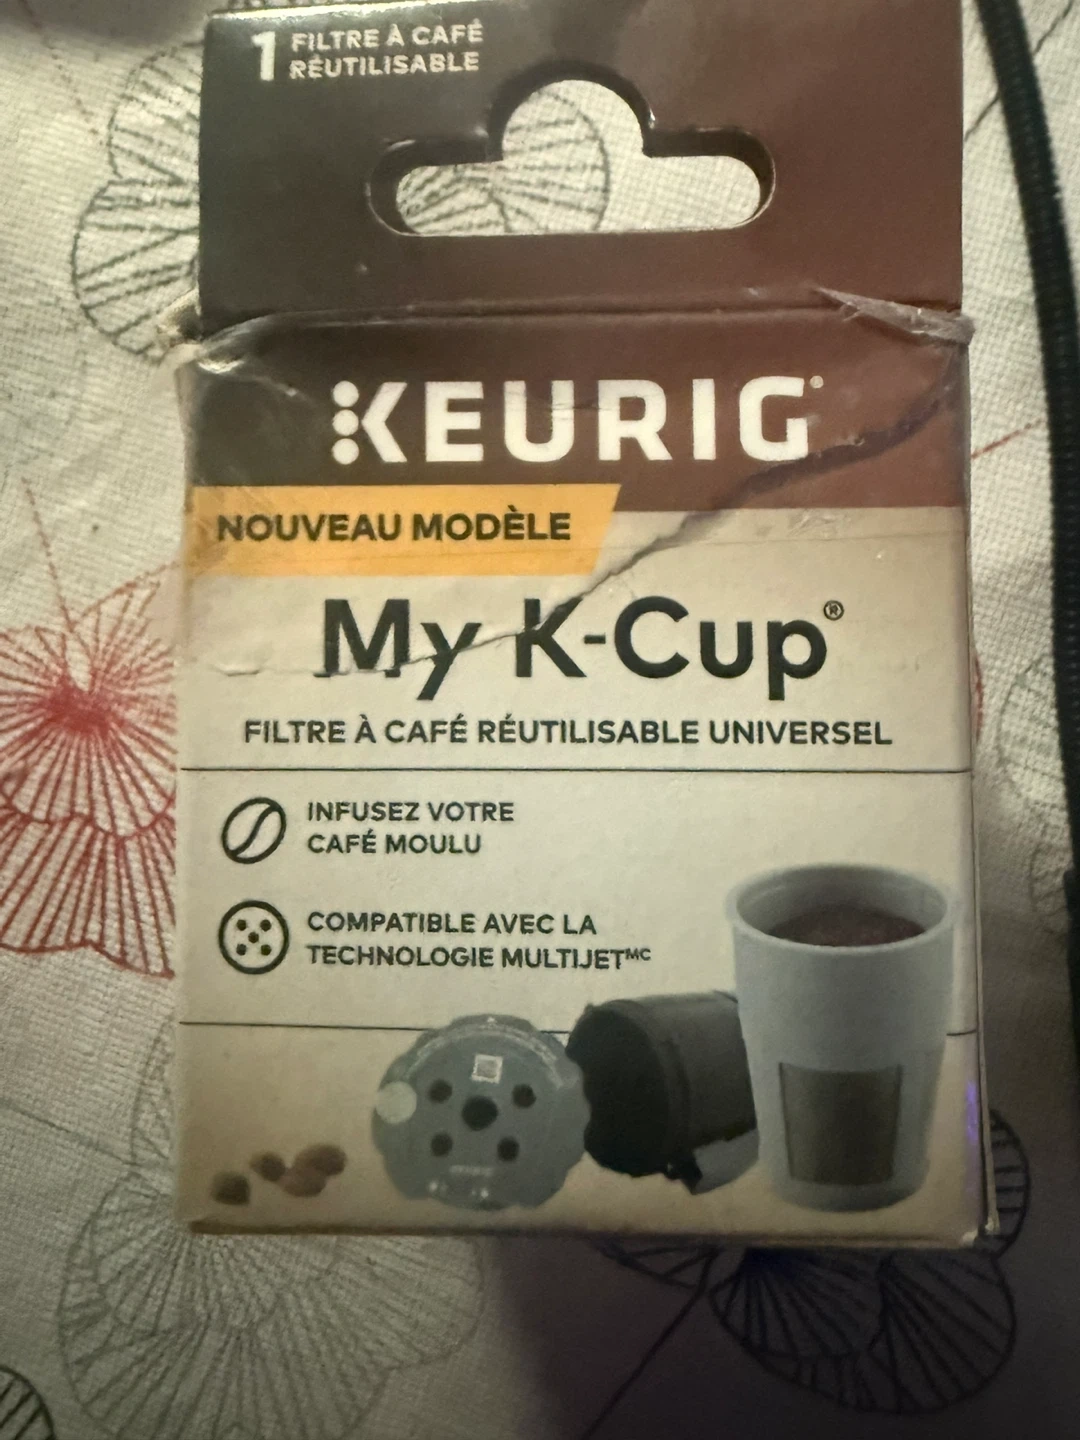 1 FILTRE À CAFÉ
RÉUTILISABLE
KEURIG®
NOUVEAU MODÈLE
My K-Cup®
FILTRE À CAFÉ RÉUTILISABLE UNIVERSEL
INFUSEZ VOTRE
CAFÉ MOULU
COMPATIBLE AVEC LA
TECHNOLOGIE MULTIJETᴹᶜ